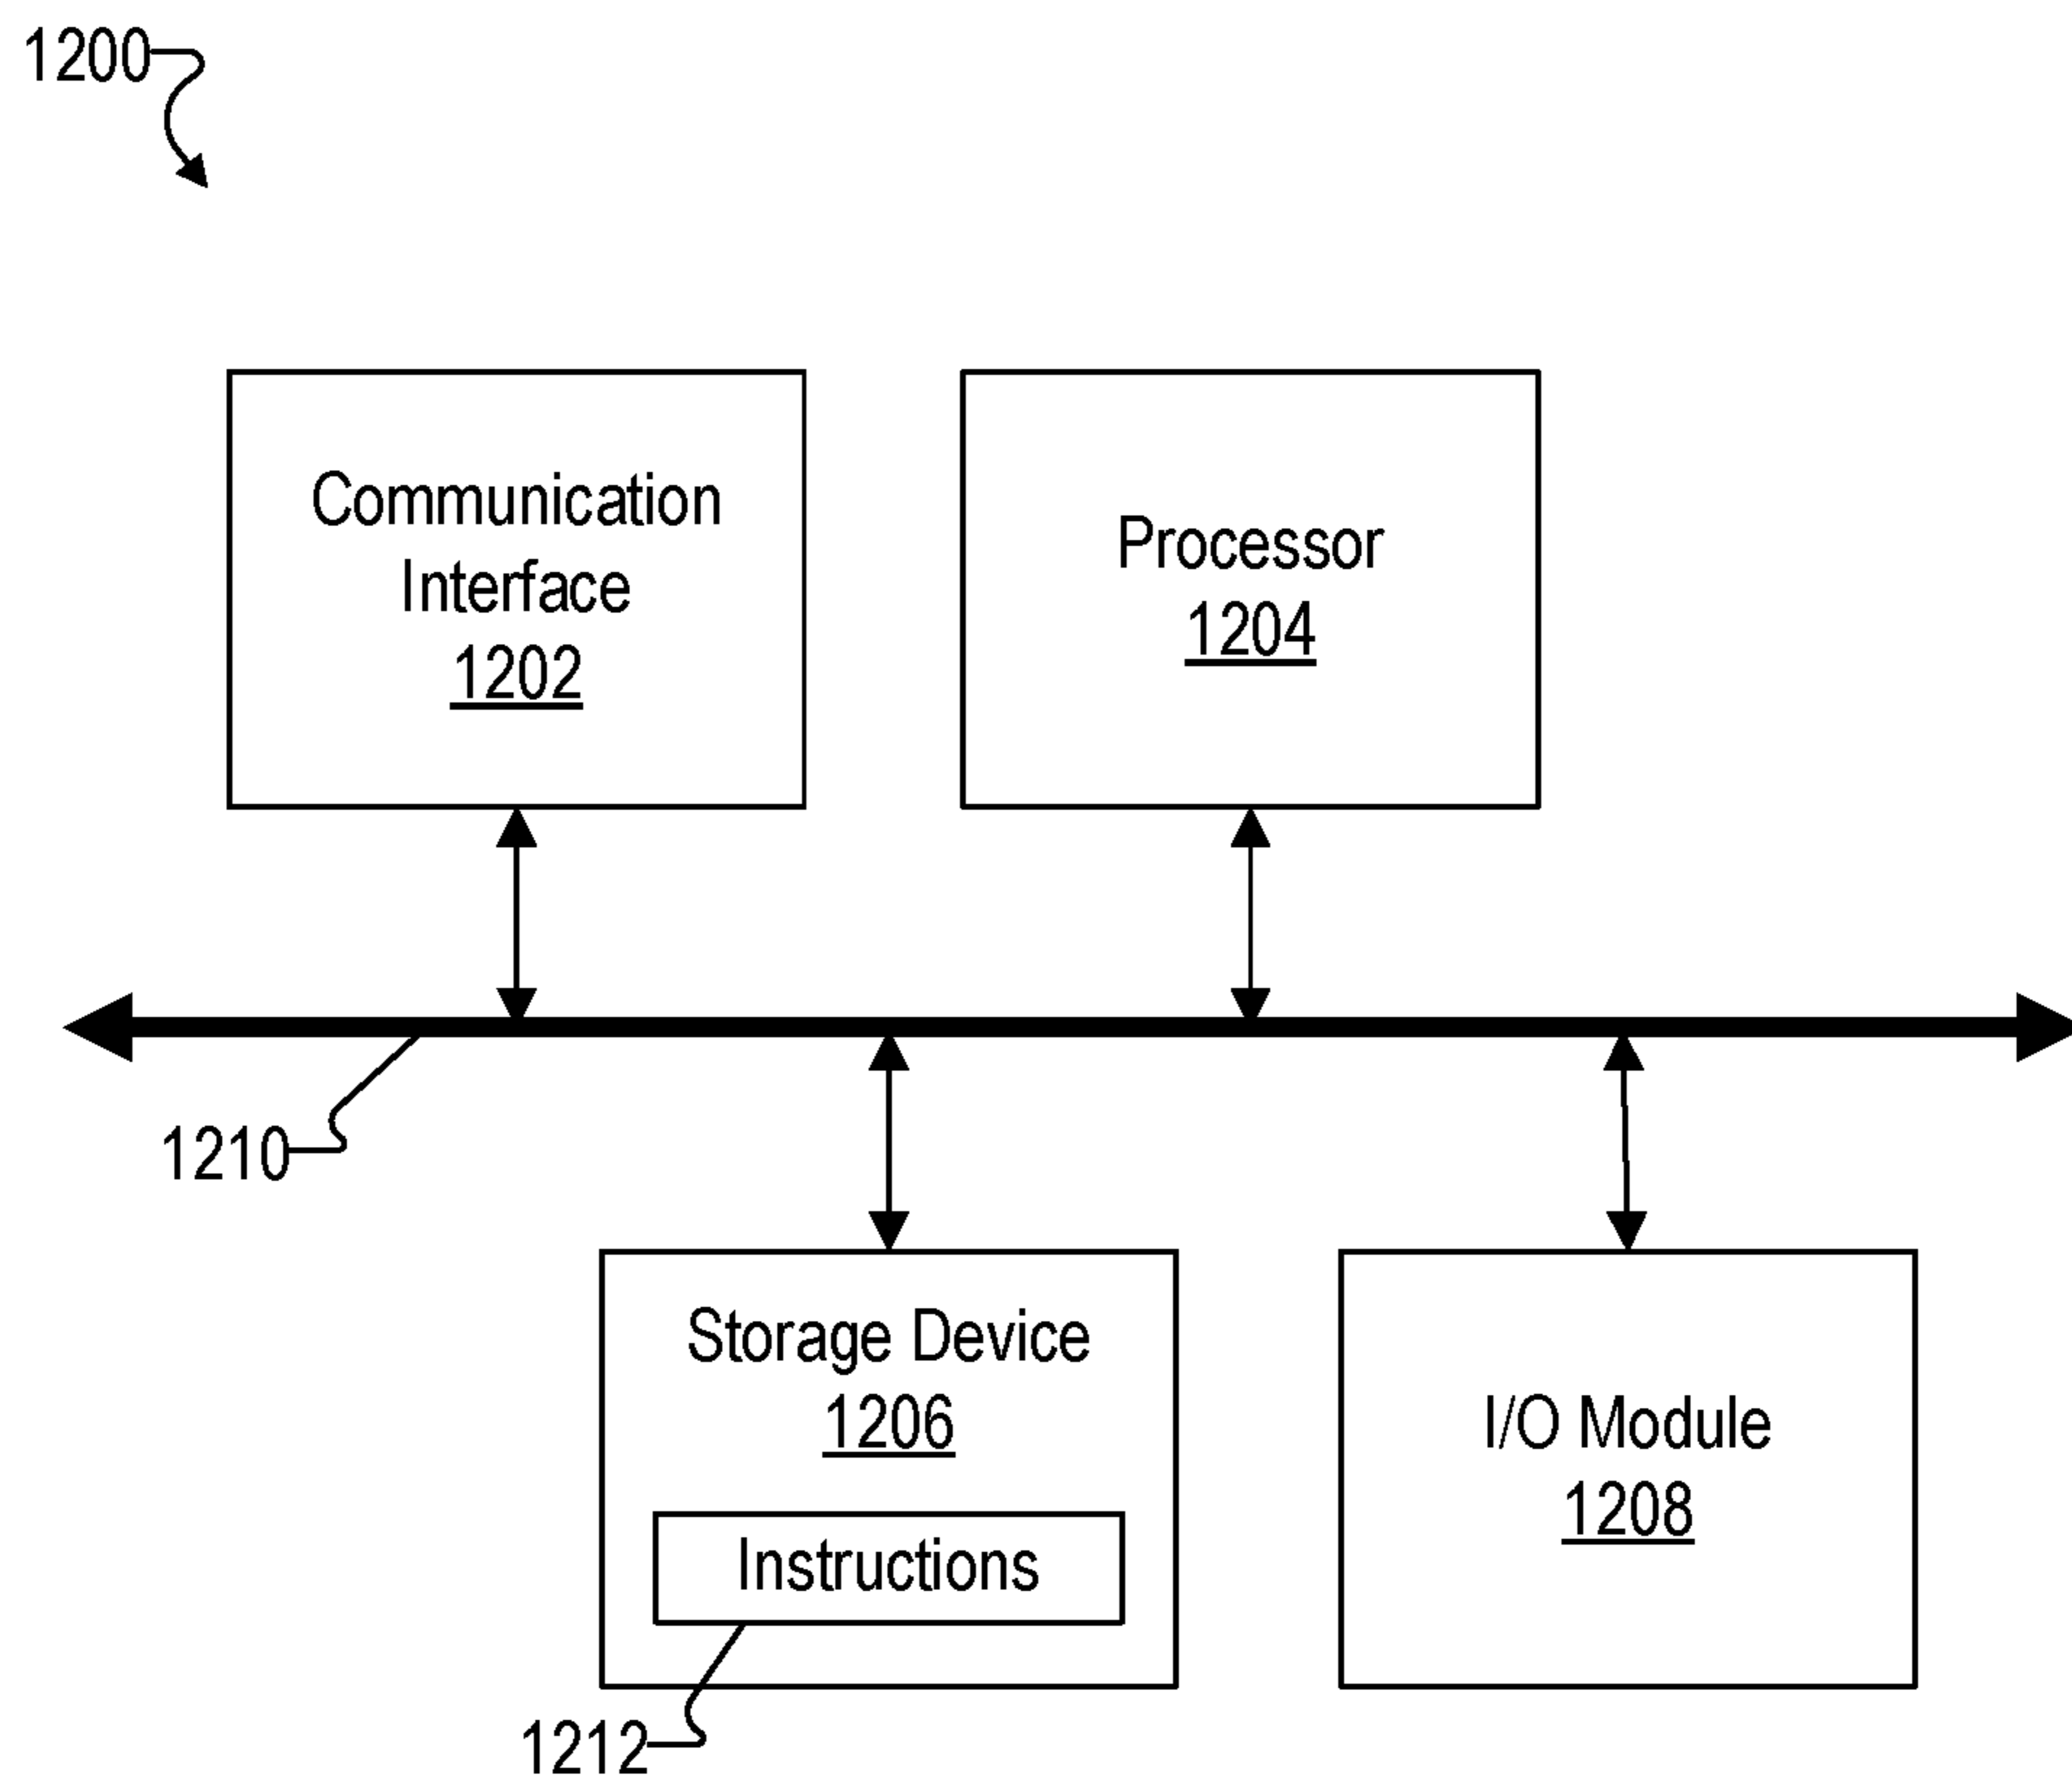 1200
Communication
Interface
1202
Processor
1204
1210
Storage Device
1206
Instructions
1212
I/O Module
1208